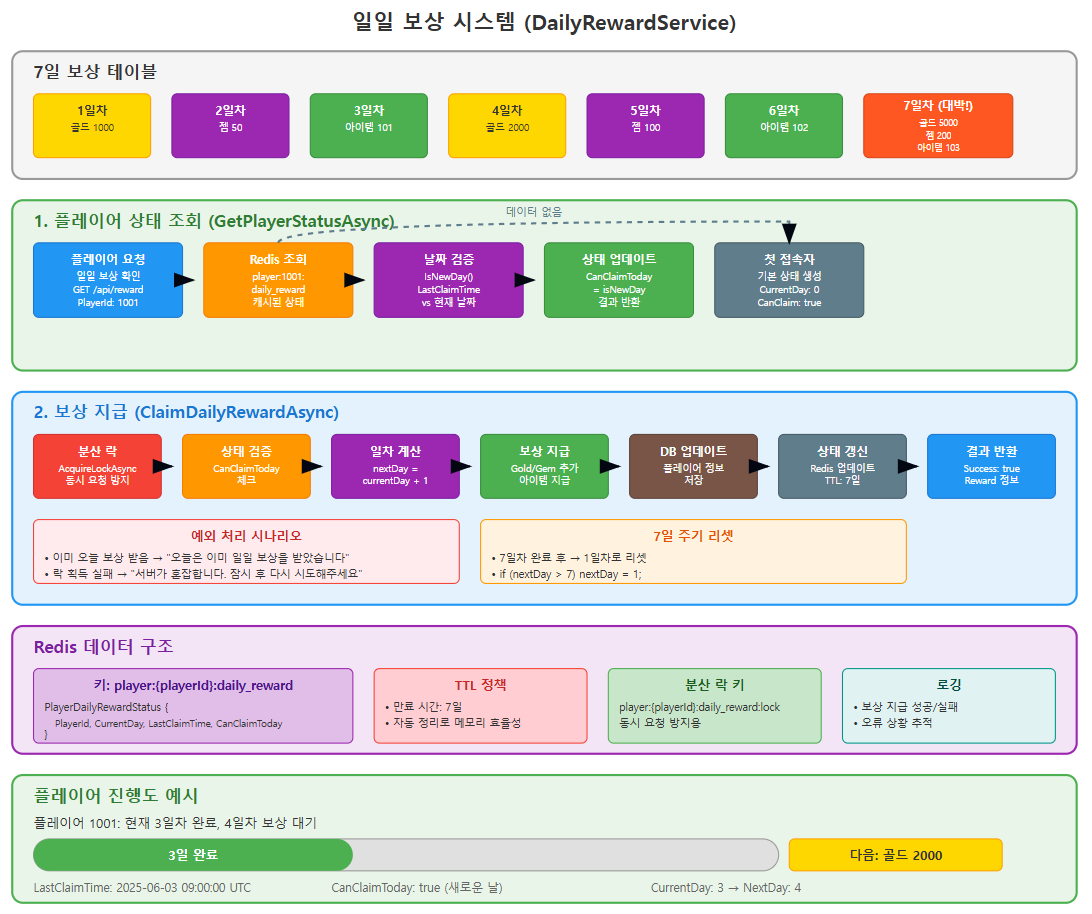 일일 보상 시스템 (DailyRewardService)
7일 보상 테이블
1일차
골드 1000
2일차
젬 50
3일차
아이템 101
4일차
골드 2000
5일차
젬 100
6일차
아이템 102
7일차 (대박!)
골드 5000
젬 200
아이템 103
1. 플레이어 상태 조회 (GetPlayerStatusAsync)
데이터 없음
플레이어 요청
일일 보상 확인
GET /api/reward
PlayerId: 1001
Redis 조회
player:1001:
daily_reward
캐시된 상태
날짜 검증
IsNewDay()
LastClaimTime
vs 현재 날짜
상태 업데이트
CanClaimToday
= isNewDay
결과 반환
첫 접속자
기본 상태 생성
CurrentDay: 0
CanClaim: true
2. 보상 지급 (ClaimDailyRewardAsync)
분산 락
AcquireLockAsync
동시 요청 방지
상태 검증
CanClaimToday
체크
일차 계산
nextDay =
currentDay + 1
보상 지급
Gold/Gem 추가
아이템 지급
DB 업데이트
플레이어 정보
저장
상태 갱신
Redis 업데이트
TTL: 7일
결과 반환
Success: true
Reward 정보
예외 처리 시나리오
• 이미 오늘 보상 받음 → "오늘은 이미 일일 보상을 받았습니다"
• 락 획득 실패 → "서버가 혼잡합니다. 잠시 후 다시 시도해주세요"
7일 주기 리셋
• 7일차 완료 후 → 1일차로 리셋
• if (nextDay > 7) nextDay = 1;
Redis 데이터 구조
키: player:{playerId}:daily_reward
PlayerDailyRewardStatus {
PlayerId, CurrentDay, LastClaimTime, CanClaimToday
}
TTL 정책
• 만료 시간: 7일
• 자동 정리로 메모리 효율성
분산 락 키
player:{playerId}:daily_reward:lock
동시 요청 방지용
로깅
• 보상 지급 성공/실패
• 오류 상황 추적
플레이어 진행도 예시
플레이어 1001: 현재 3일차 완료, 4일차 보상 대기
3일 완료
다음: 골드 2000
LastClaimTime: 2025-06-03 09:00:00 UTC
CanClaimToday: true (새로운 날)
CurrentDay: 3 → NextDay: 4